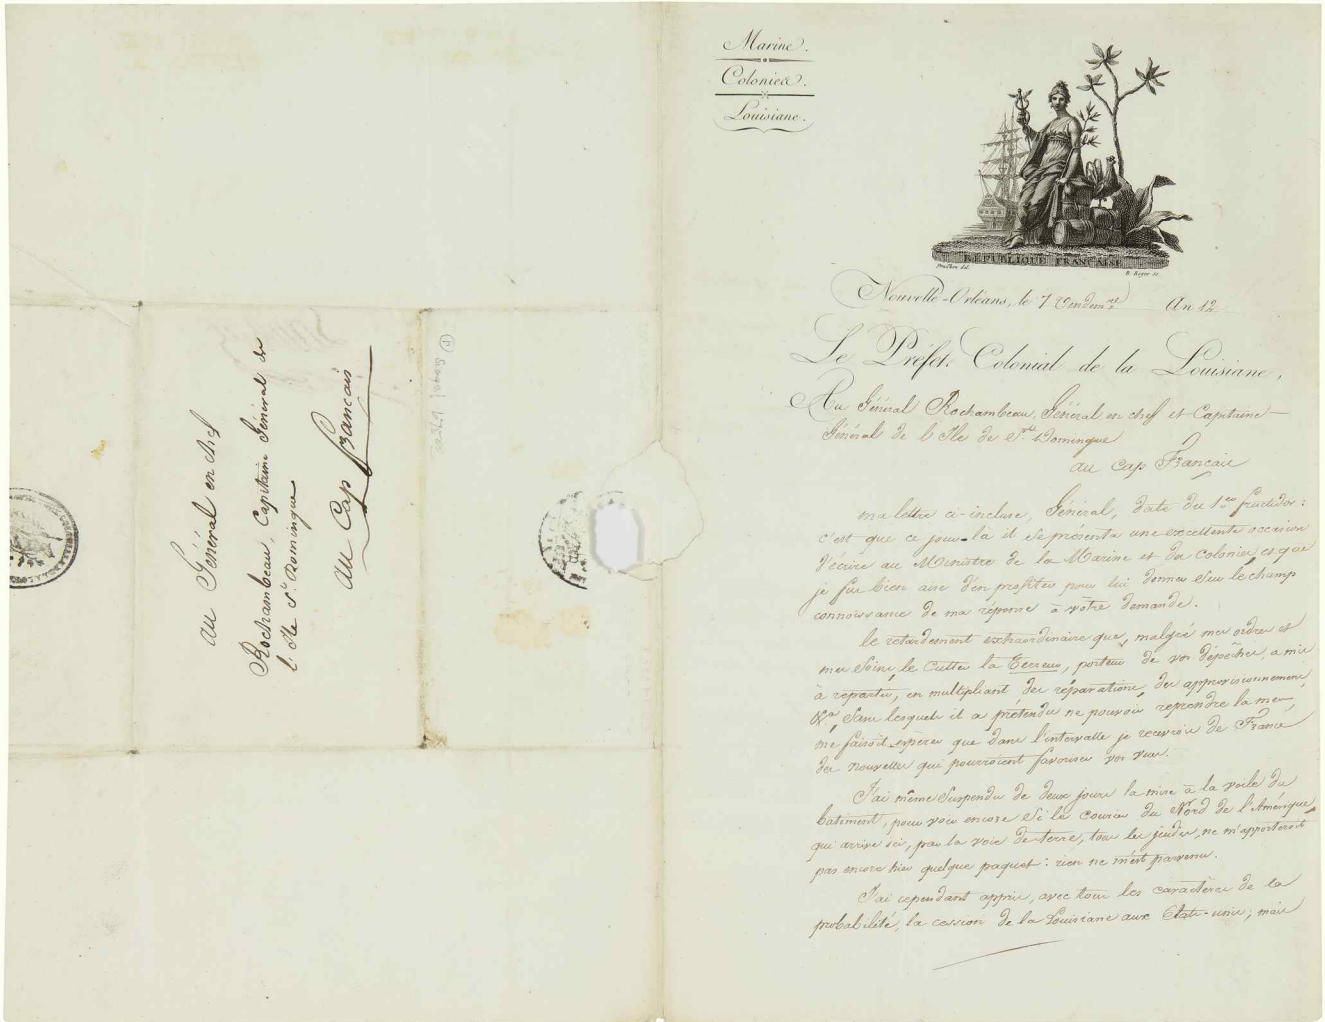 au Général en chef
Rochambeau, Capitaine Général de
l'Ile St Domingue
au Cap français
Marine.
Colonies.
Louisiane.
RÉPUBLIQUE FRANÇAISE
Prudhon del.
B. Roger sc.
Nouvelle-Orléans, le 7 Vendemre An 12
Le Préfet Colonial de la Louisiane,
Au Général Rochambeau, Général en chef et Capitaine
Général de l'Ile de Ste Domingue
au Cap Français
ma lettre ci-incluse, Général, date du 1er fructidor :
c'est que ce jour-là il se présenta une excellente occasion
d'écrire au Ministre de la Marine et des Colonies, et que
je fus bien aise d'en profiter pour lui donner sur le champ
connoissance de ma réponse à votre demande.
le retardement extraordinaire que, malgré mes ordres et
mes soins, le Cutter la Terreur, porteur de vos dépêches, a mis
à repartir, en multipliant des réparations, des approvisionnemens
&a, sans lesquels il a prétendu ne pouvoir reprendre la mer,
me faisoit espérer que dans l'intervalle je recevrois de France
des nouvelles qui pourroient favoriser vos vues.
J'ai même suspendu de deux jours la mise à la voile du
batiment, pour voir encore si le courier du Nord de l'Amérique,
qui arrive ici, par la voie de terre, tous les jeudis, ne m'apporteroit
pas encore hier quelque paquet : rien ne m'est parvenu.
J'ai cependant appris, avec tous les caractères de la
probabilité, la cession de la Louisiane aux Etats-unis; mais